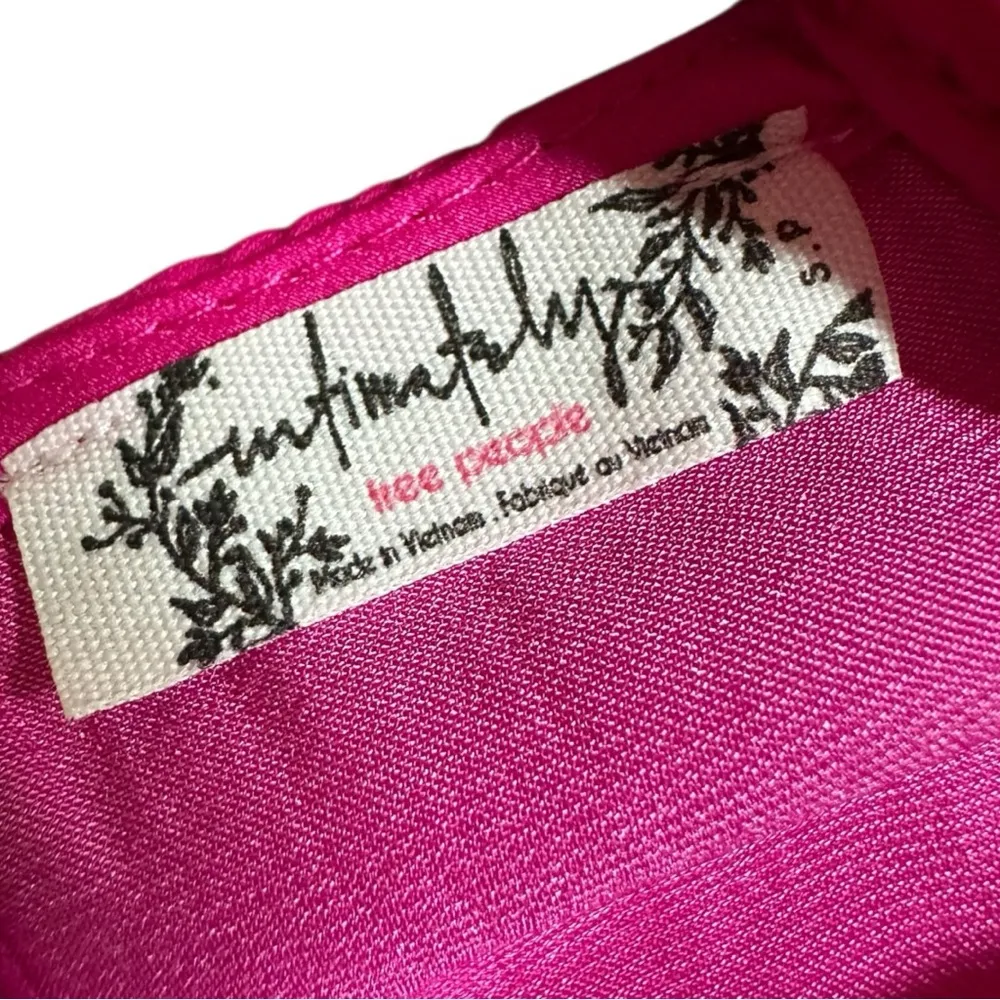 intimately
free people
Made in Vietnam . Fabriqué au Vietnam
S.P